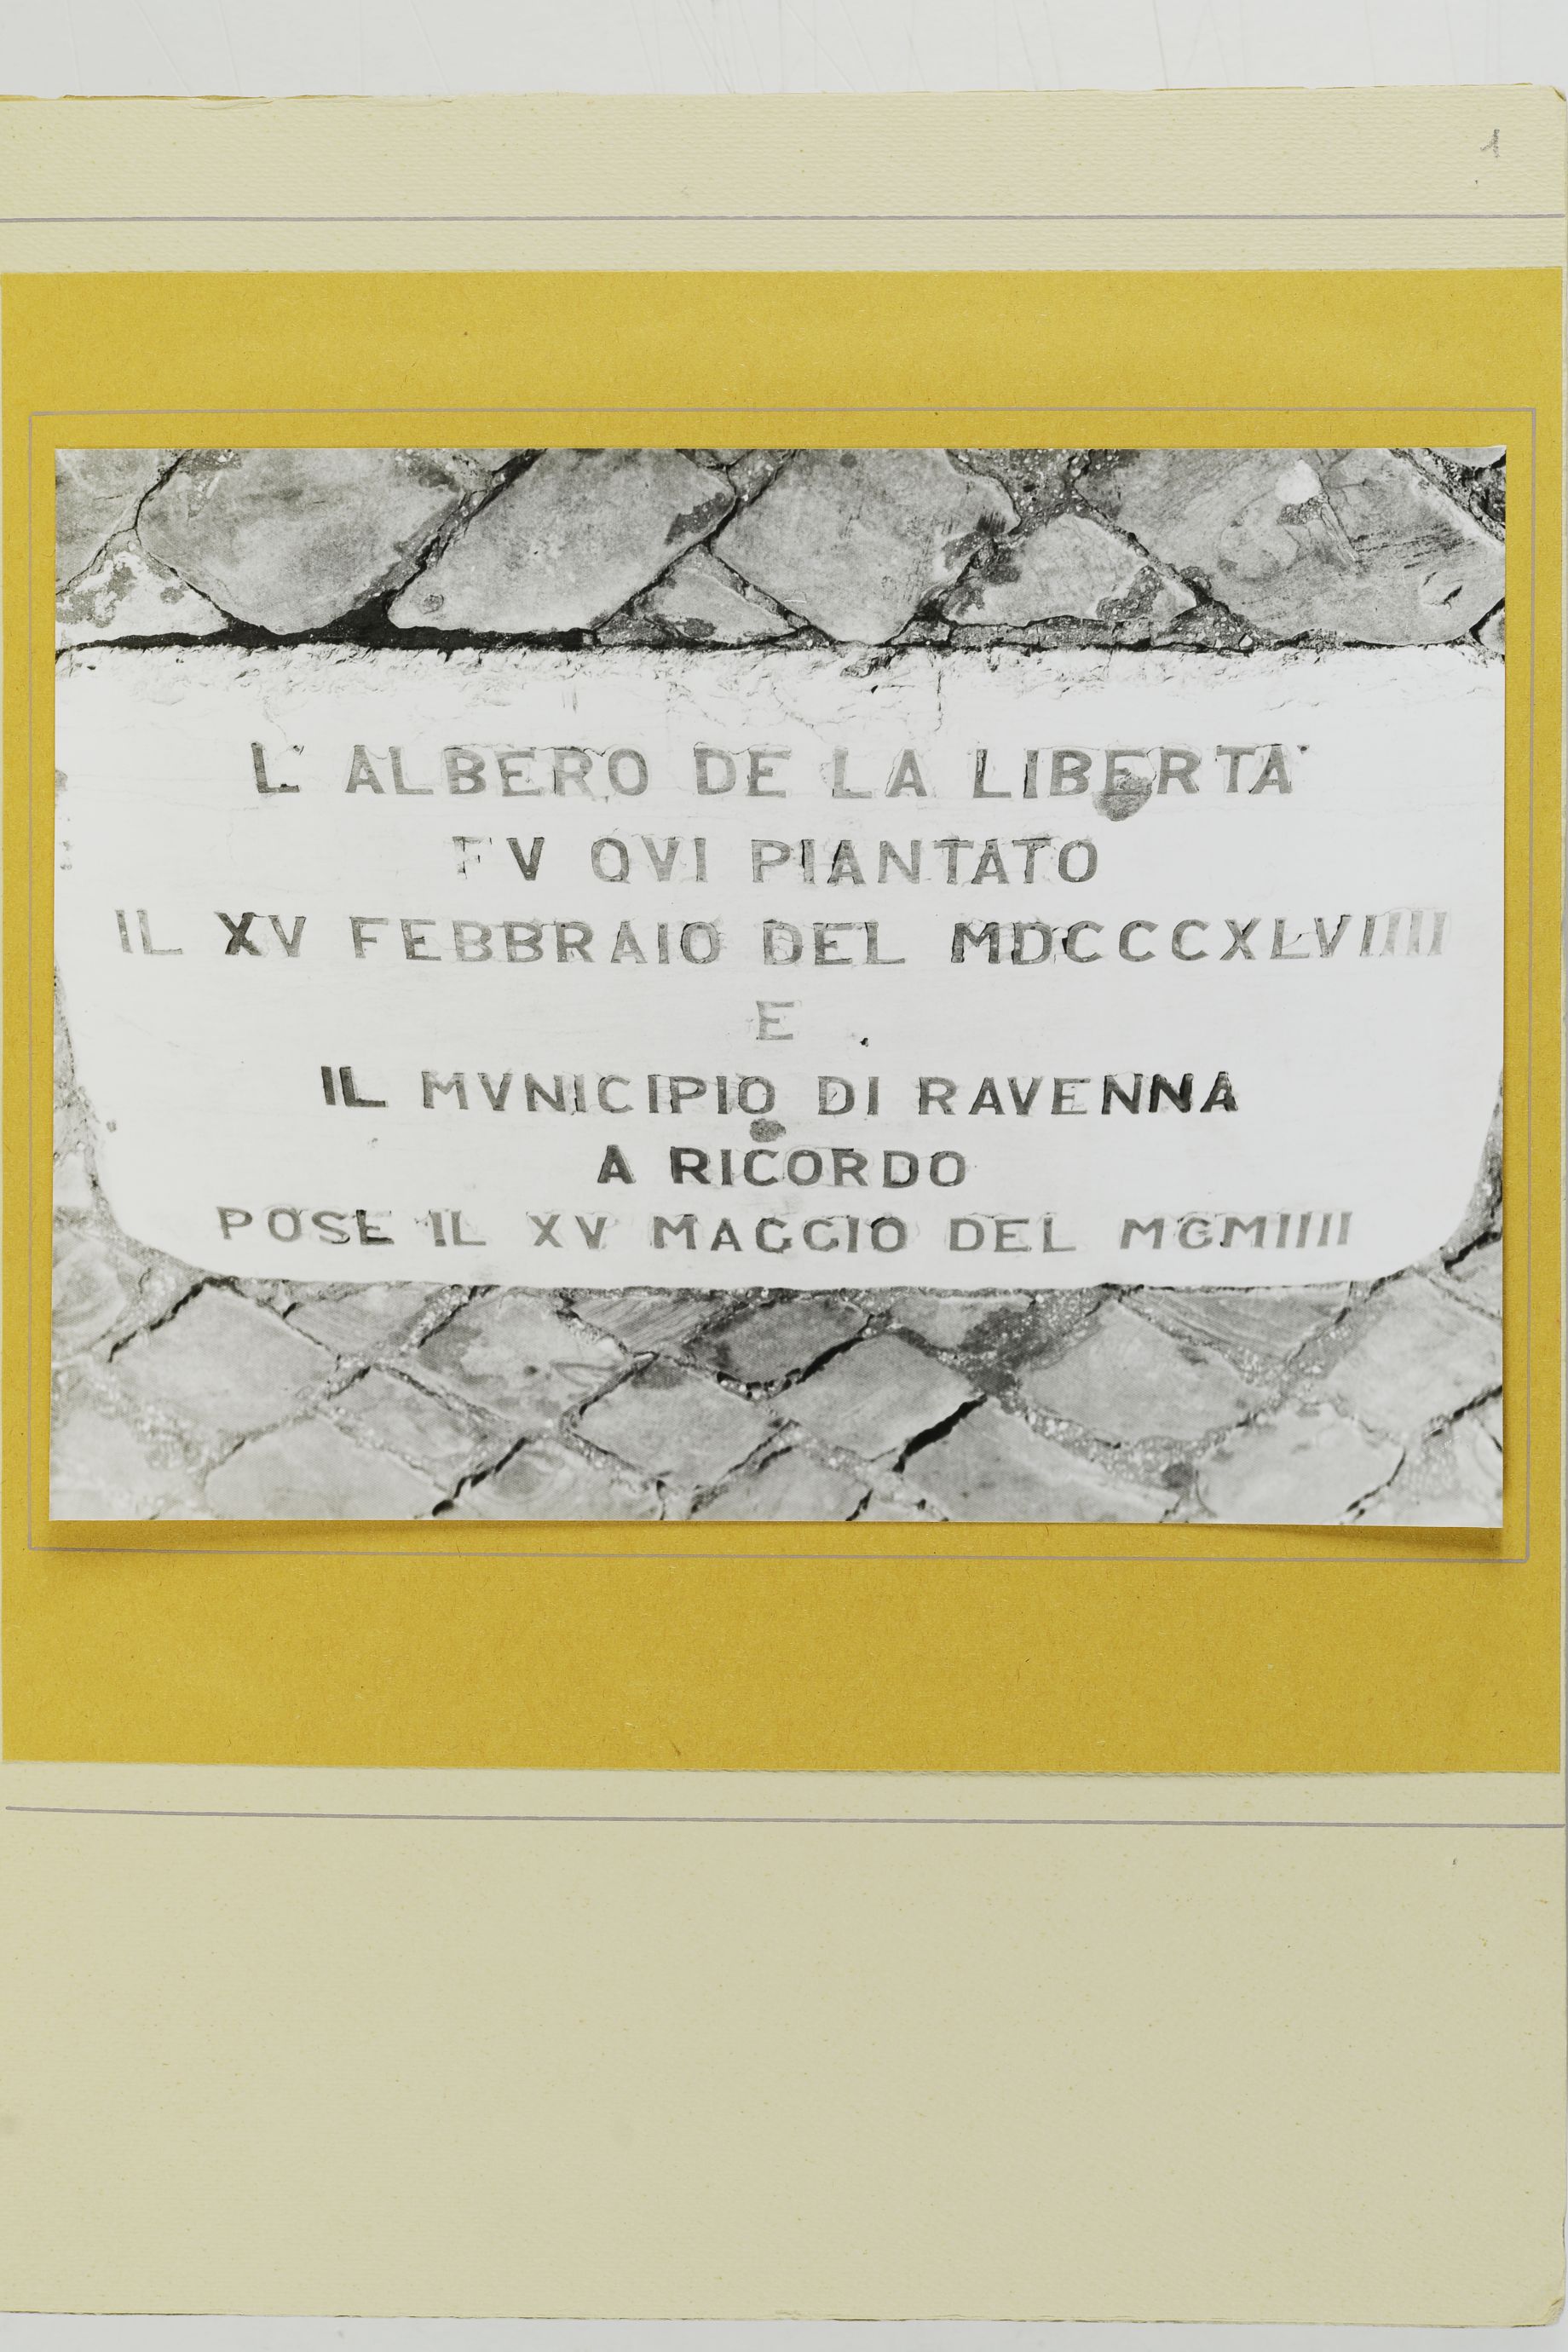 L' ALBERO DE LA LIBERTA'
FV QVI PIANTATO
IL XV FEBBRAIO DEL MDCCCXLVIIII
E
IL MVNICIPIO DI RAVENNA
A RICORDO
POSE IL XV MAGGIO DEL MCMIIII